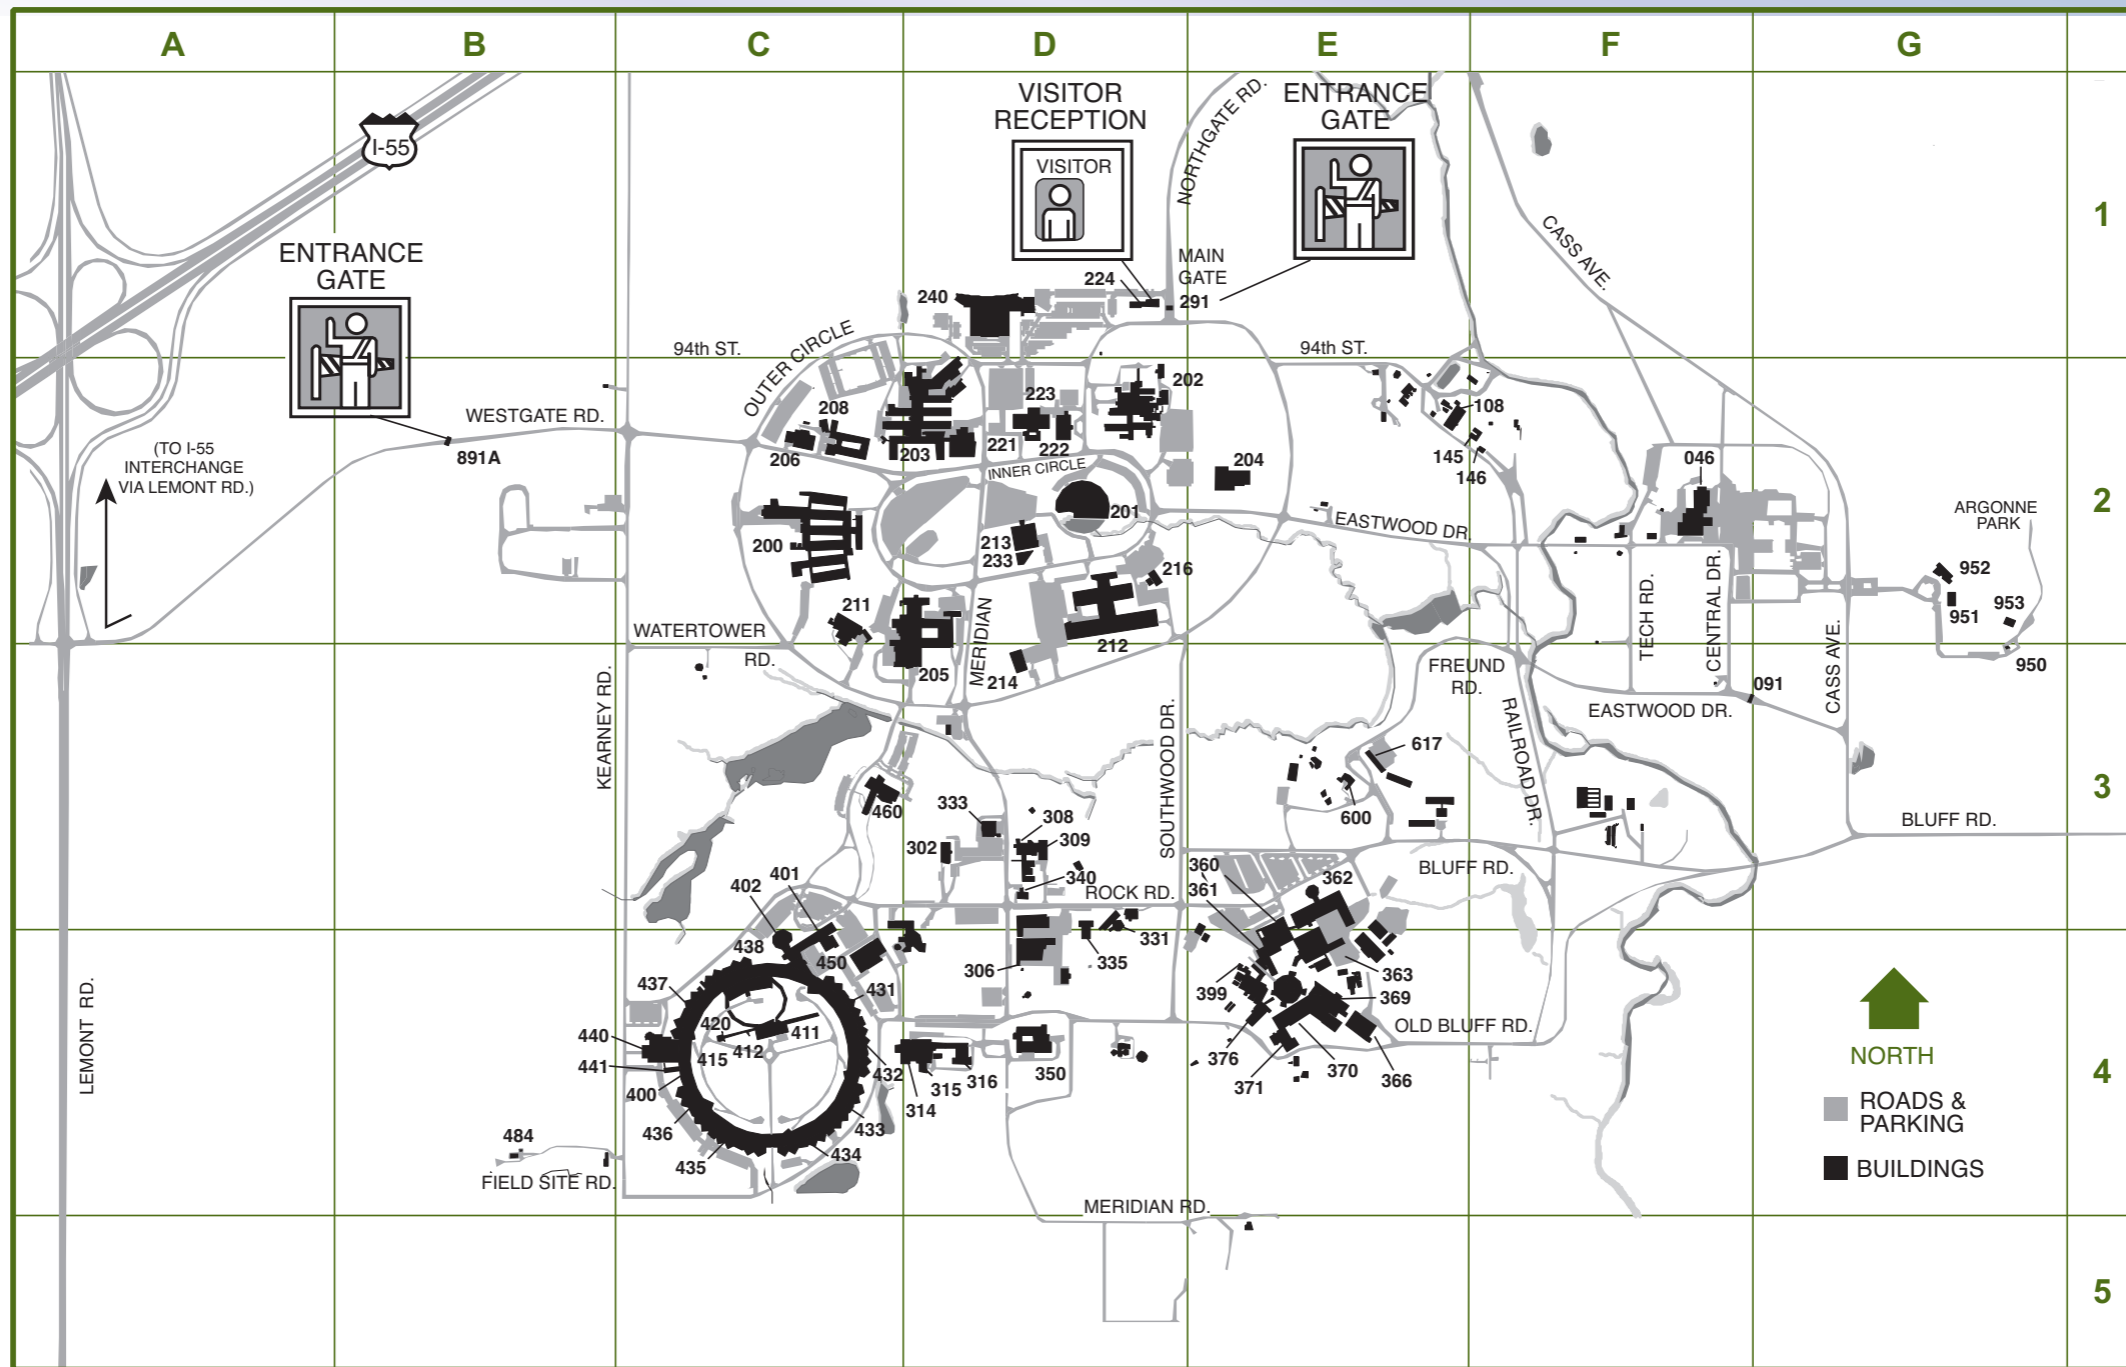 A
B
C
D
E
F
G
1
2
3
4
5
I-55
VISITOR
RECEPTION
VISITOR
NORTHGATE RD.
ENTRANCE
GATE
CASS AVE.
ENTRANCE
GATE
MAIN
GATE
224
291
240
94th ST.
OUTER CIRCLE
94th ST.
WESTGATE RD.
891A
(TO I-55
INTERCHANGE
VIA LEMONT RD.)
208
206
203
223
221
222
202
INNER CIRCLE
204
201
108
145
146
046
ARGONNE
PARK
200
213
233
EASTWOOD DR.
216
211
212
952
951
953
950
WATERTOWER
RD.
205
MERIDIAN
214
TECH RD.
CENTRAL DR.
CASS AVE.
FREUND
RD.
091
EASTWOOD DR.
KEARNEY RD.
SOUTHWOOD DR.
RAILROAD DR.
617
600
460
333
302
308
309
340
ROCK RD.
BLUFF RD.
BLUFF RD.
360
361
362
402
401
438
450
437
431
306
335
331
399
363
369
OLD BLUFF RD.
440
441
420
415
412
411
400
432
436
433
435
434
314
315
316
350
376
371
370
366
LEMONT RD.
484
FIELD SITE RD.
MERIDIAN RD.
NORTH
ROADS &
PARKING
BUILDINGS